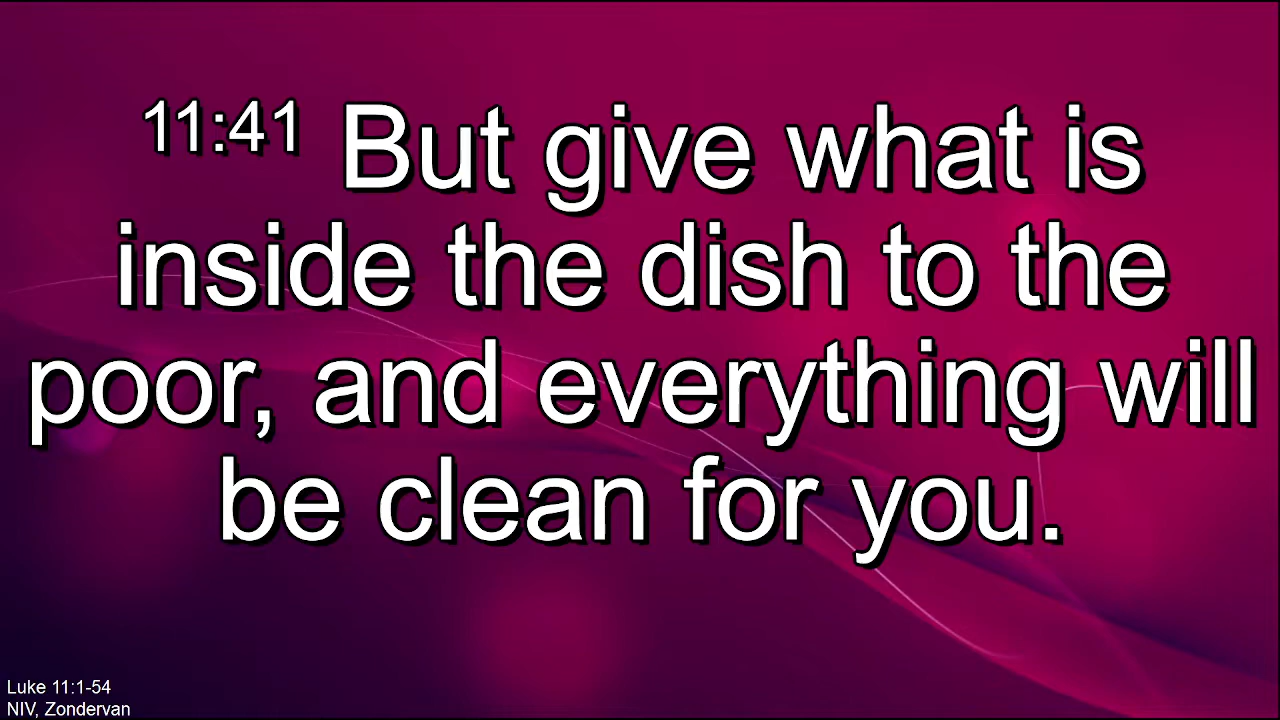 11:41 But give what is
inside the dish to the
poor, and everything will
be clean for you.
Luke 11:1-54
NIV, Zondervan